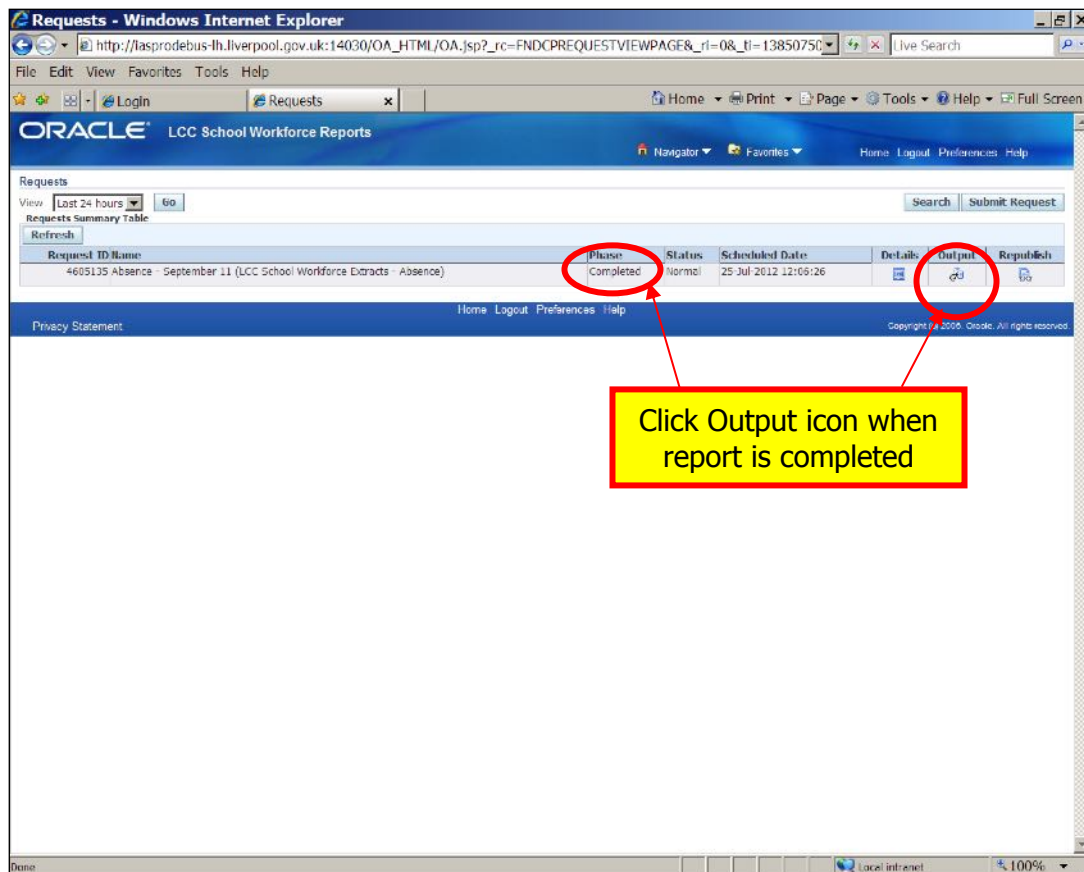 Requests - Windows Internet Explorer
http://iasprodebus-lh.liverpool.gov.uk:14030/OA_HTML/OA.jsp?_rc=FNDCPREQUESTVIEWPAGE&_ri=0&_ti=13850750 Live Search
File Edit View Favorites Tools Help
Login Requests Home Print Page Tools Help Full Screen
ORACLE LCC School Workforce Reports
Navigator Favorites Home Logout Preferences Help
Requests
View Last 24 hours Go Search Submit Request
Requests Summary Table
Refresh
Request ID Name Phase Status Scheduled Date Details Output Republish
4605135 Absence - September 11 (LCC School Workforce Extracts - Absence) Completed Normal 25-Jul-2012 12:06:26
Home Logout Preferences Help
Privacy Statement Copyright (c) 2006, Oracle. All rights reserved.
Click Output icon when
report is completed
Done Local intranet 100%